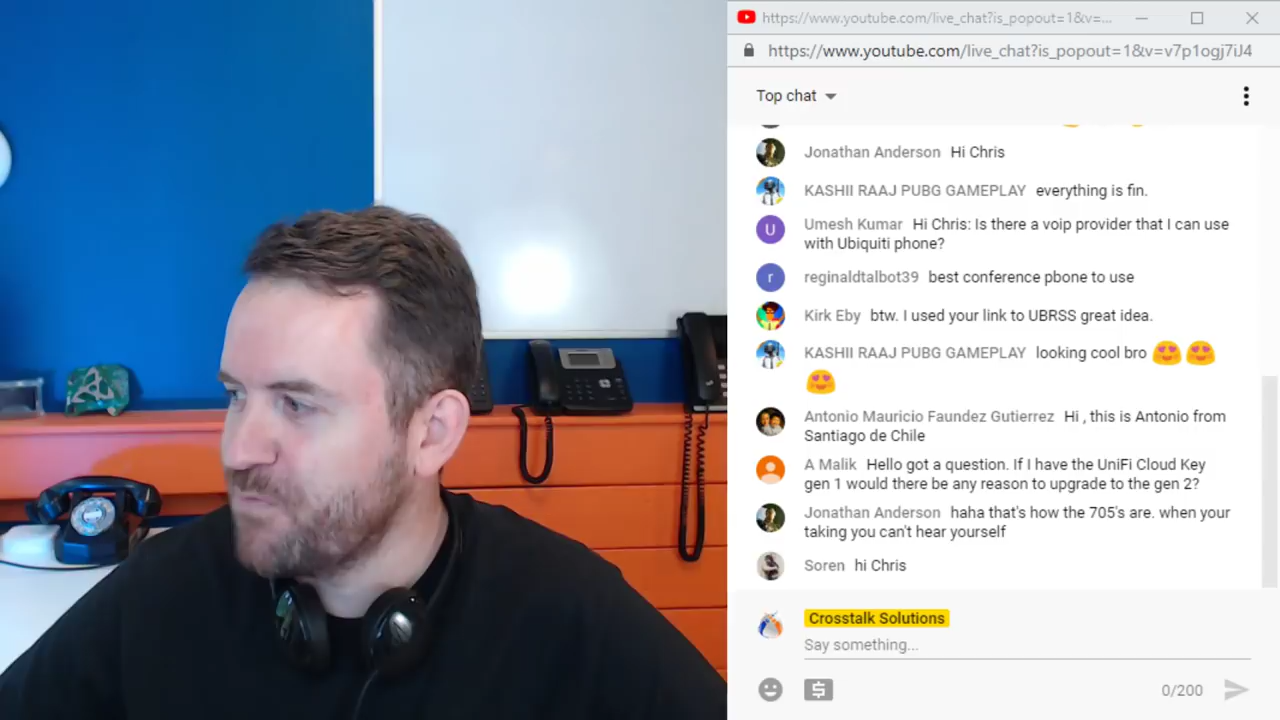 https://www.youtube.com/live_chat?is_popout=1&v=...
https://www.youtube.com/live_chat?is_popout=1&v=v7p1ogj7iJ4
Top chat
Jonathan Anderson Hi Chris
KASHII RAAJ PUBG GAMEPLAY everything is fin.
Umesh Kumar Hi Chris: Is there a voip provider that I can use
with Ubiquiti phone?
r
reginaldtalbot39 best conference pbone to use
U
Kirk Eby btw. I used your link to UBRSS great idea.
KASHII RAAJ PUBG GAMEPLAY looking cool bro 😍 😍
😍
Antonio Mauricio Faundez Gutierrez Hi , this is Antonio from
Santiago de Chile
A Malik Hello got a question. If I have the UniFi Cloud Key
gen 1 would there be any reason to upgrade to the gen 2?
Jonathan Anderson haha that's how the 705's are. when your
taking you can't hear yourself
Soren hi Chris
Crosstalk Solutions
Say something...
0/200